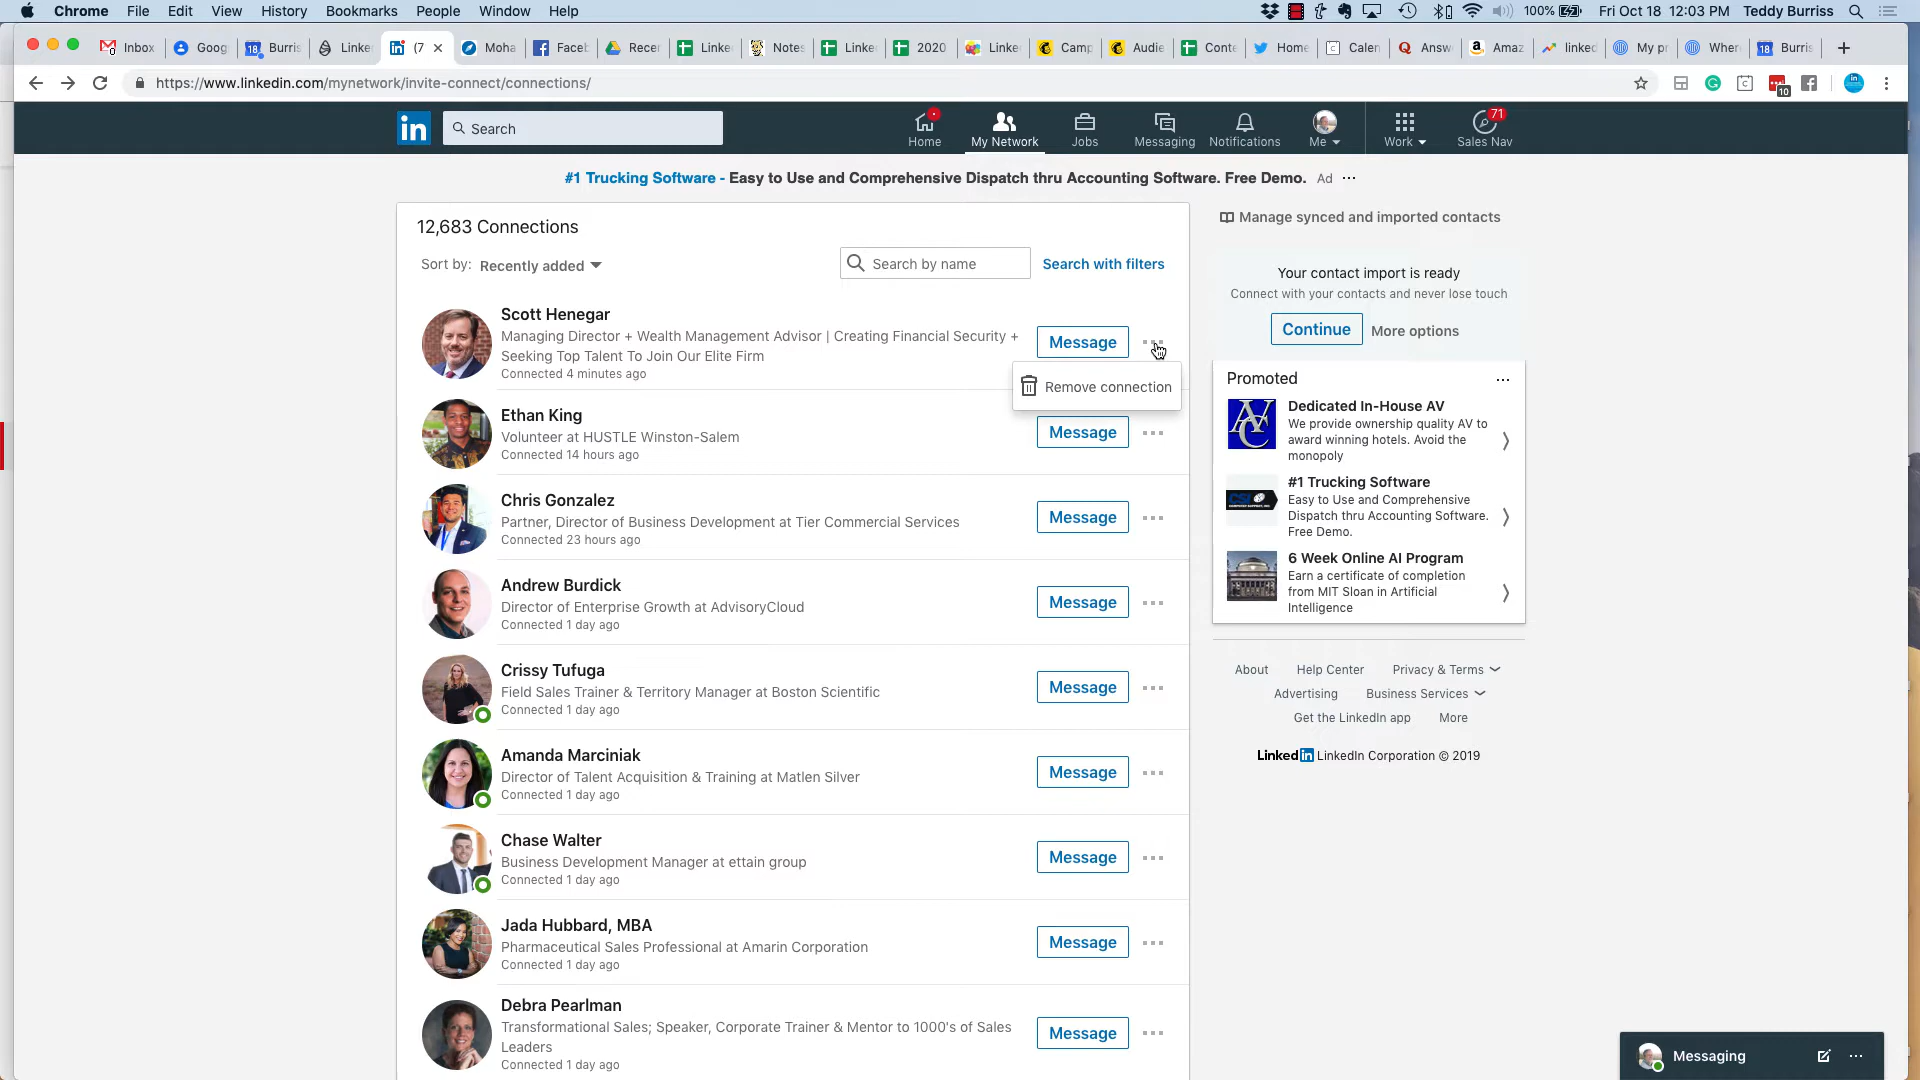 Chrome File Edit View History Bookmarks People Window Help 100% Fri Oct 18 12:03 PM Teddy Burriss
Inbox Goog Burris Linke (7 Moha Faceb Recer Linke Notes Linke 2020 Linke Camp Audie Conte Home Calen Answ Amaz linked My pr Wher Burris
https://www.linkedin.com/mynetwork/invite-connect/connections/ 10
in Search Home My Network Jobs Messaging Notifications Me Work 71 Sales Nav
#1 Trucking Software - Easy to Use and Comprehensive Dispatch thru Accounting Software. Free Demo. Ad ...
12,683 Connections
Sort by: Recently added Search by name Search with filters
Scott Henegar
Managing Director + Wealth Management Advisor | Creating Financial Security +
Seeking Top Talent To Join Our Elite Firm
Connected 4 minutes ago
Message
Remove connection
Ethan King
Volunteer at HUSTLE Winston-Salem
Connected 14 hours ago
Message
Chris Gonzalez
Partner, Director of Business Development at Tier Commercial Services
Connected 23 hours ago
Message
Andrew Burdick
Director of Enterprise Growth at AdvisoryCloud
Connected 1 day ago
Message
Crissy Tufuga
Field Sales Trainer & Territory Manager at Boston Scientific
Connected 1 day ago
Message
Amanda Marciniak
Director of Talent Acquisition & Training at Matlen Silver
Connected 1 day ago
Message
Chase Walter
Business Development Manager at ettain group
Connected 1 day ago
Message
Jada Hubbard, MBA
Pharmaceutical Sales Professional at Amarin Corporation
Connected 1 day ago
Message
Debra Pearlman
Transformational Sales; Speaker, Corporate Trainer & Mentor to 1000's of Sales
Leaders
Connected 1 day ago
Message
Manage synced and imported contacts
Your contact import is ready
Connect with your contacts and never lose touch
Continue More options
Promoted
Dedicated In-House AV
We provide ownership quality AV to
award winning hotels. Avoid the
monopoly
#1 Trucking Software
Easy to Use and Comprehensive
Dispatch thru Accounting Software.
Free Demo.
6 Week Online AI Program
Earn a certificate of completion
from MIT Sloan in Artificial
Intelligence
About Help Center Privacy & Terms
Advertising Business Services
Get the LinkedIn app More
Linkedin LinkedIn Corporation © 2019
Messaging